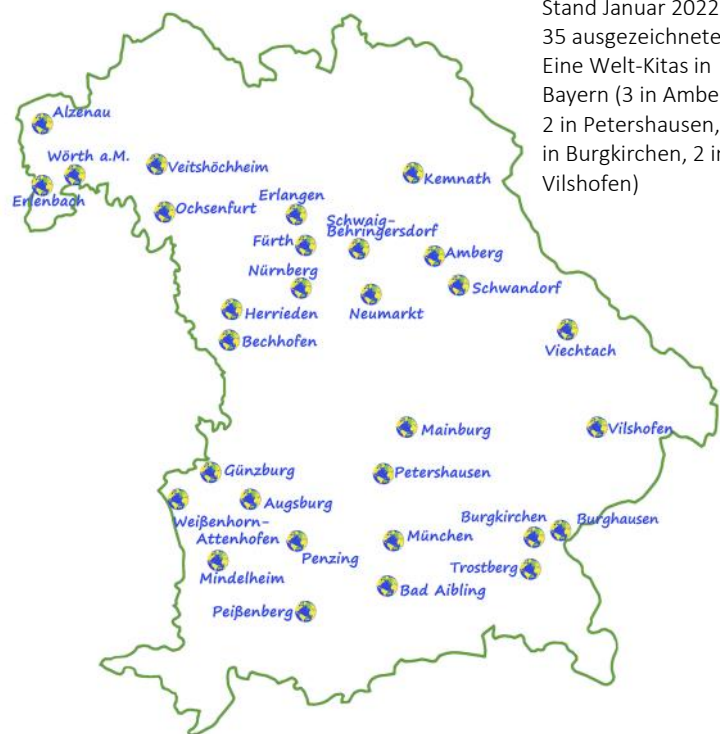 Stand Januar 2022
35 ausgezeichnete
Eine Welt-Kitas in
Bayern (3 in Ambe
2 in Petershausen,
in Burgkirchen, 2 in
Vilshofen)
Alzenau
Wörth a.M.
Erlenbach
Veitshöchheim
Ochsenfurt
Kemnath
Erlangen
Schwaig-
Behringersdorf
Fürth
Amberg
Nürnberg
Neumarkt
Schwandorf
Herrieden
Bechhofen
Viechtach
Mainburg
Vilshofen
Günzburg
Petershausen
Augsburg
Weißenhorn-
Attenhofen
Burgkirchen
Burghausen
München
Penzing
Mindelheim
Trostberg
Bad Aibling
Peißenberg